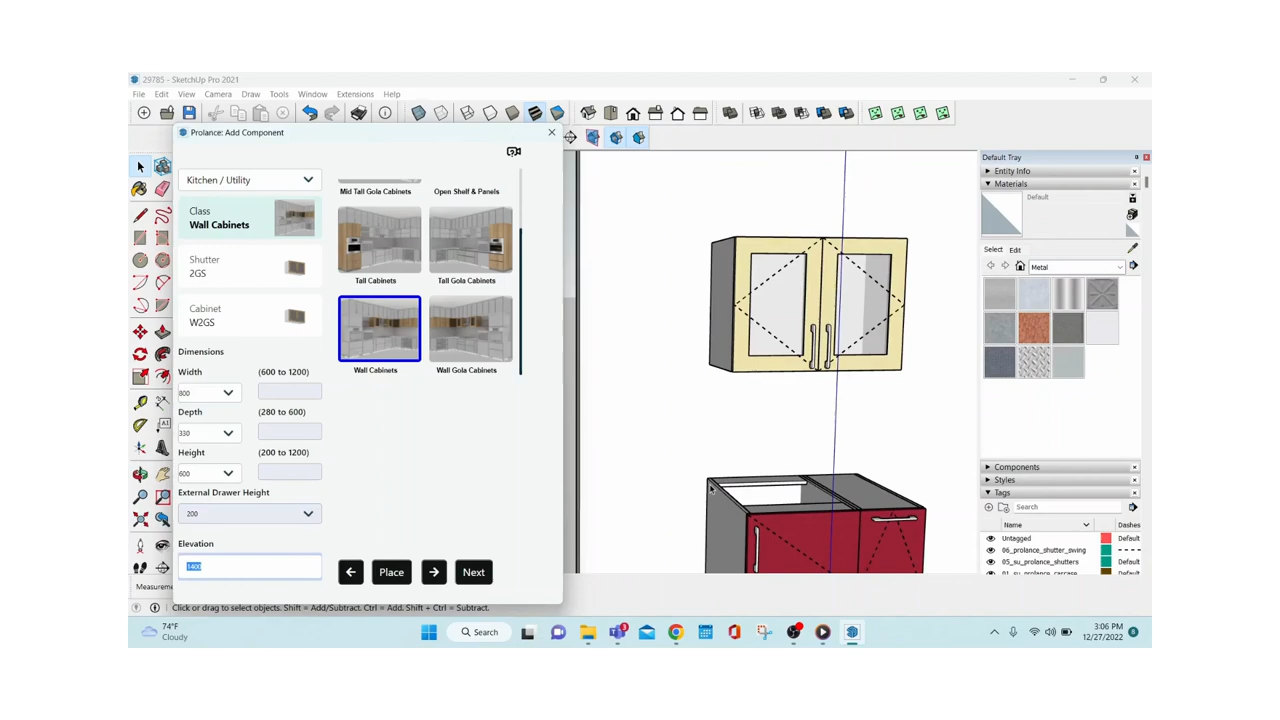 29785 - SketchUp Pro 2021
File Edit View Camera Draw Tools Window Extensions Help
Prolance: Add Component
Kitchen / Utility
Class
Wall Cabinets
Shutter
2GS
Cabinet
W2GS
Dimensions
Width (600 to 1200)
800
Depth (280 to 600)
330
Height (200 to 1200)
600
External Drawer Height
200
Elevation
1400
Mid Tall Gola Cabinets Open Shelf & Panels
Tall Cabinets Tall Gola Cabinets
Wall Cabinets Wall Gola Cabinets
Place Next
Default Tray
Entity Info
Materials
Default
Select Edit
Metal
Components
Styles
Tags
Search
Name Dashes
Untagged Default
06_prolance_shutter_swing
05_su_prolance_shutters Default
01_su_prolance_carcase Default
Measureme
Click or drag to select objects. Shift = Add/Subtract. Ctrl = Add. Shift + Ctrl = Subtract.
74°F
Cloudy
Search
3:06 PM
12/27/2022
8